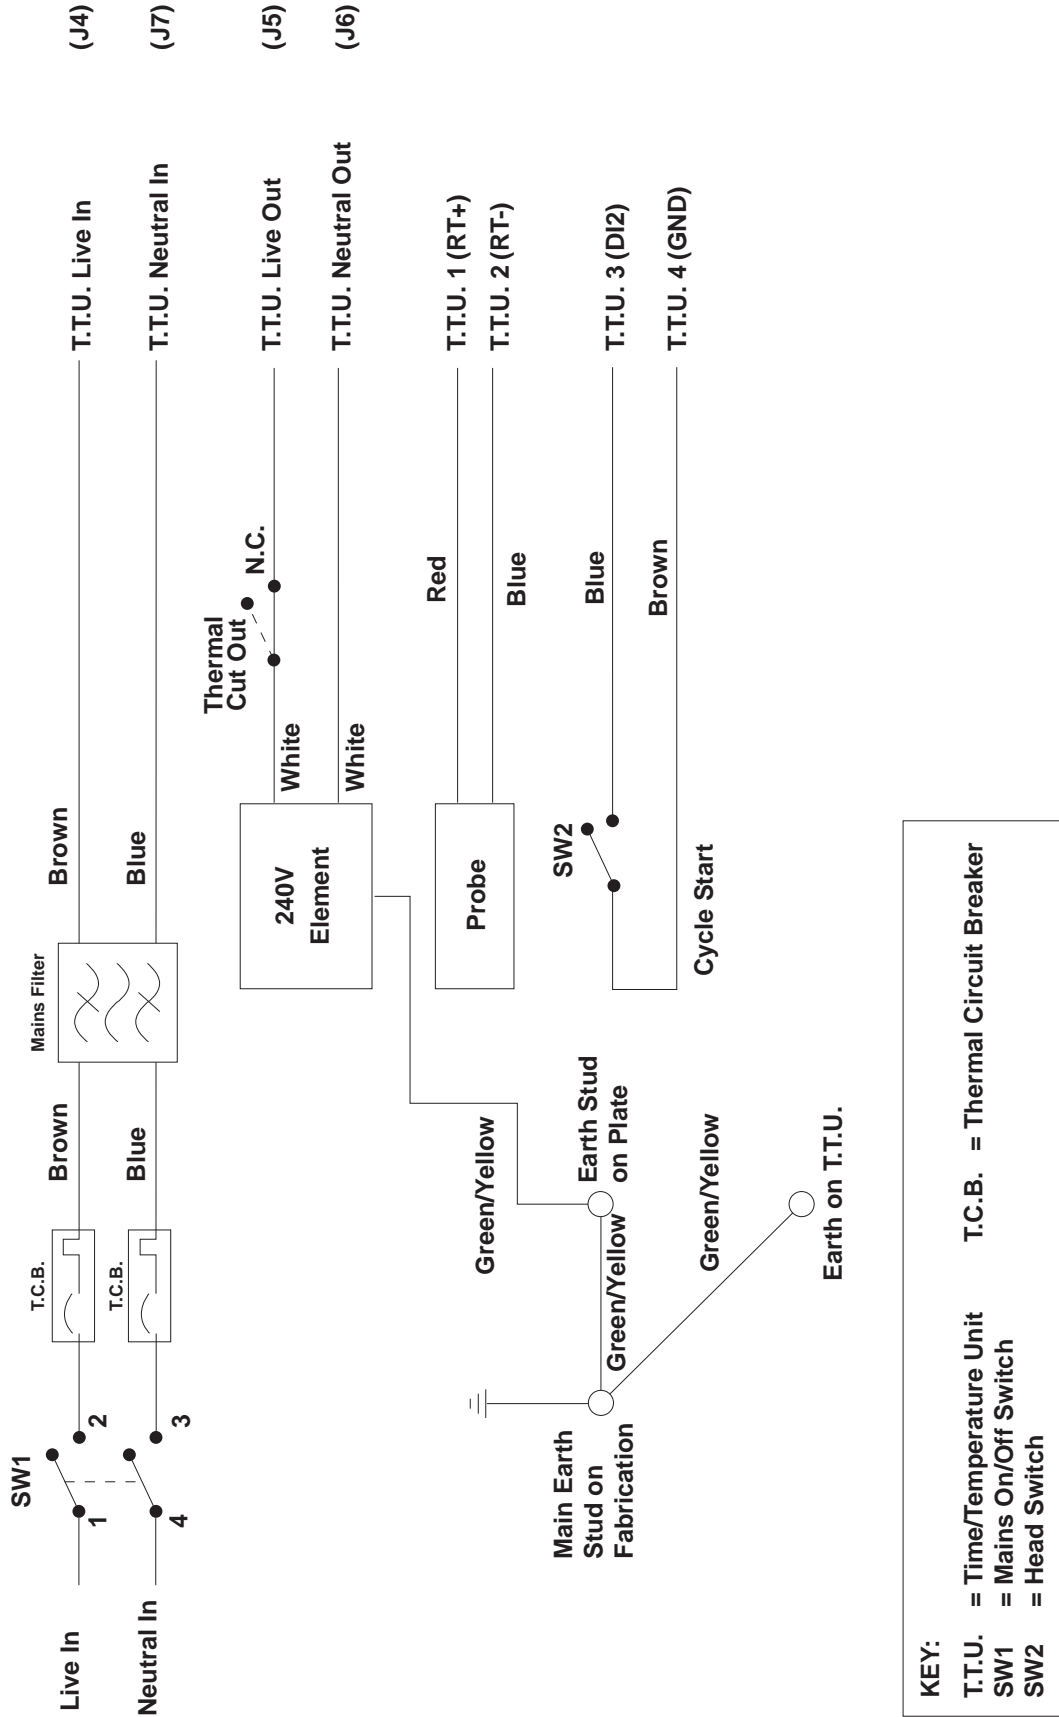 SW1
Live In
1
2
Neutral In
4
3
T.C.B.
T.C.B.
Brown
Blue
Mains Filter
Brown
Blue
T.T.U. Live In
(J4)
T.T.U. Neutral In
(J7)
240V
Element
White
White
Thermal
Cut Out
N.C.
T.T.U. Live Out
(J5)
T.T.U. Neutral Out
(J6)
Probe
Red
Blue
T.T.U. 1 (RT+)
T.T.U. 2 (RT-)
SW2
Cycle Start
Blue
Brown
T.T.U. 3 (DI2)
T.T.U. 4 (GND)
Green/Yellow
Main Earth
Stud on
Fabrication
Green/Yellow
Earth Stud
on Plate
Green/Yellow
Earth on T.T.U.
KEY:
T.T.U. = Time/Temperature Unit T.C.B. = Thermal Circuit Breaker
SW1 = Mains On/Off Switch
SW2 = Head Switch